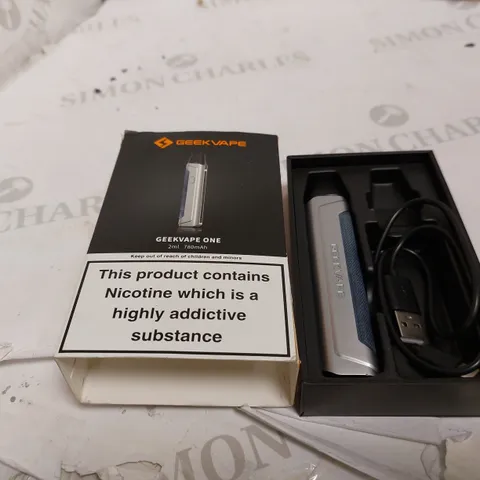 SIMON CHARLES
GEEKVAPE
GEEKVAPE ONE
2ml 780mAh
Keep out of reach of children and minors
This product contains
Nicotine which is a
highly addictive
substance
GEEKVAPE